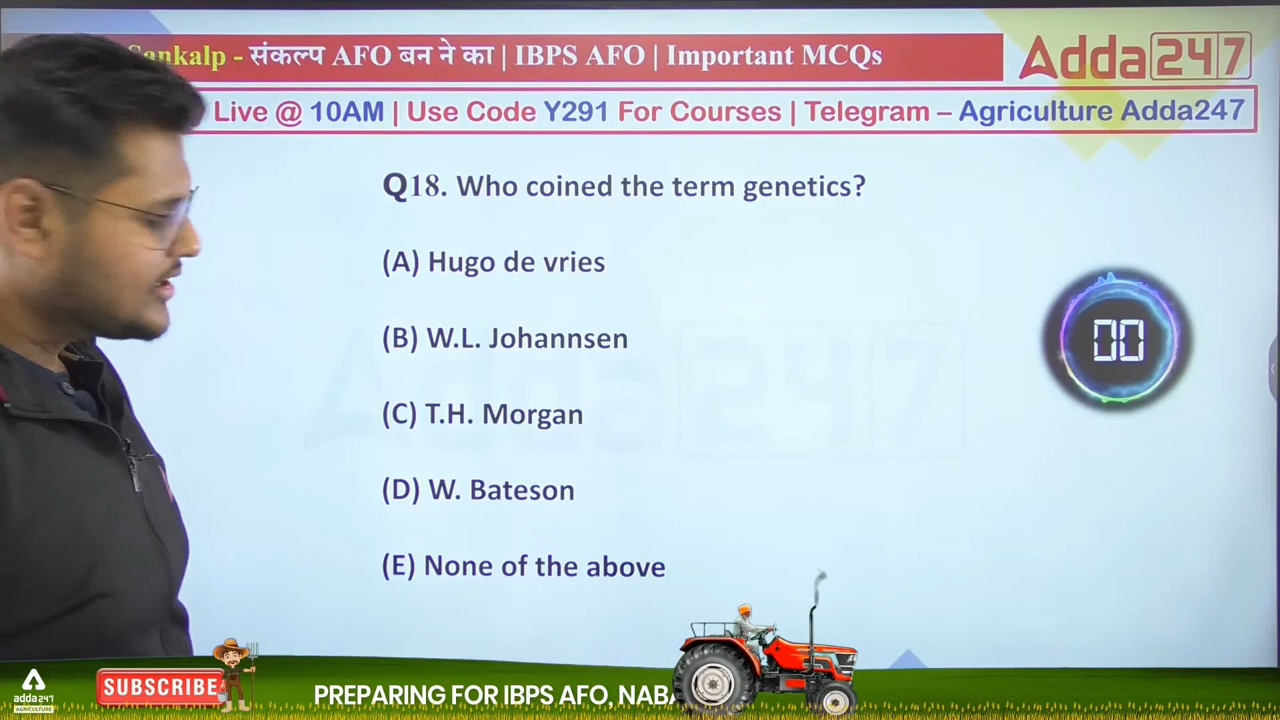 Sankalp - संकल्प AFO बन ने का | IBPS AFO | Important MCQs
Adda247
Live @ 10AM | Use Code Y291 For Courses | Telegram – Agriculture Adda247
Q18. Who coined the term genetics?
(A) Hugo de vries
(B) W.L. Johannsen
00
(C) T.H. Morgan
(D) W. Bateson
(E) None of the above
adda247
AGRICULTURE
SUBSCRIBE
PREPARING FOR IBPS AFO,